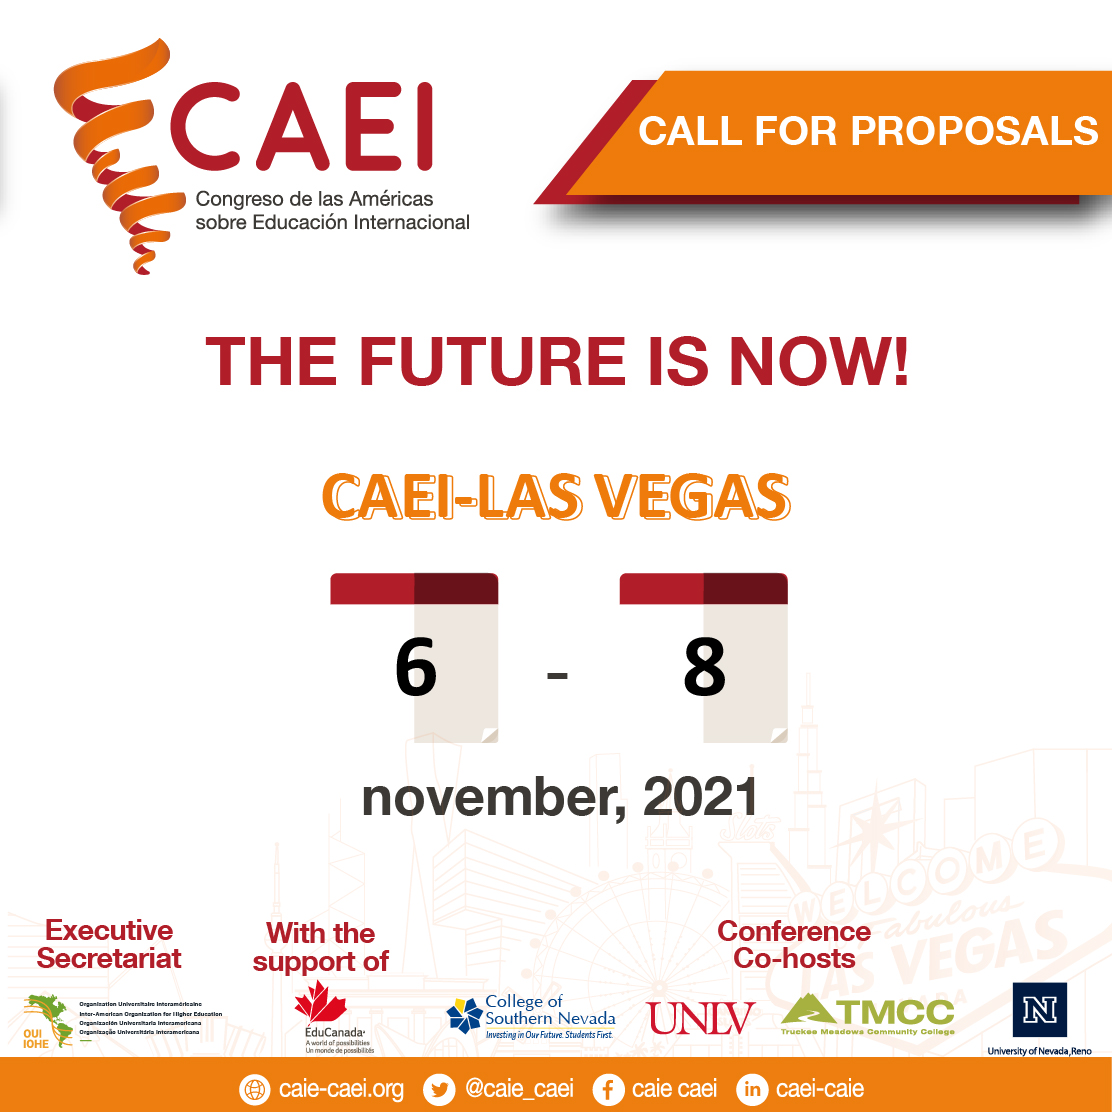 CAEI
Congreso de las Américas
sobre Educación Internacional
CALL FOR PROPOSALS
THE FUTURE IS NOW!
CAEI-LAS VEGAS
6 - 8
november, 2021
Slots
WELCOME
fabulous
LAS VEGAS
Executive
Secretariat
With the
support of
Conference
Co-hosts
OUI
IOHE
Organisation Universitaire Interaméricaine
Inter-American Organization for Higher Education
Organización Universitaria Interamericana
Organização Universitária Interamericana
ÉduCanada
A world of possibilities
Un monde de possibilités
College of
Southern Nevada
Investing in Our Future. Students First.
UNLV
TMCC
Truckee Meadows Community College
N
University of Nevada, Reno
caie-caei.org
@caie_caei
caie caei
in
caei-caie